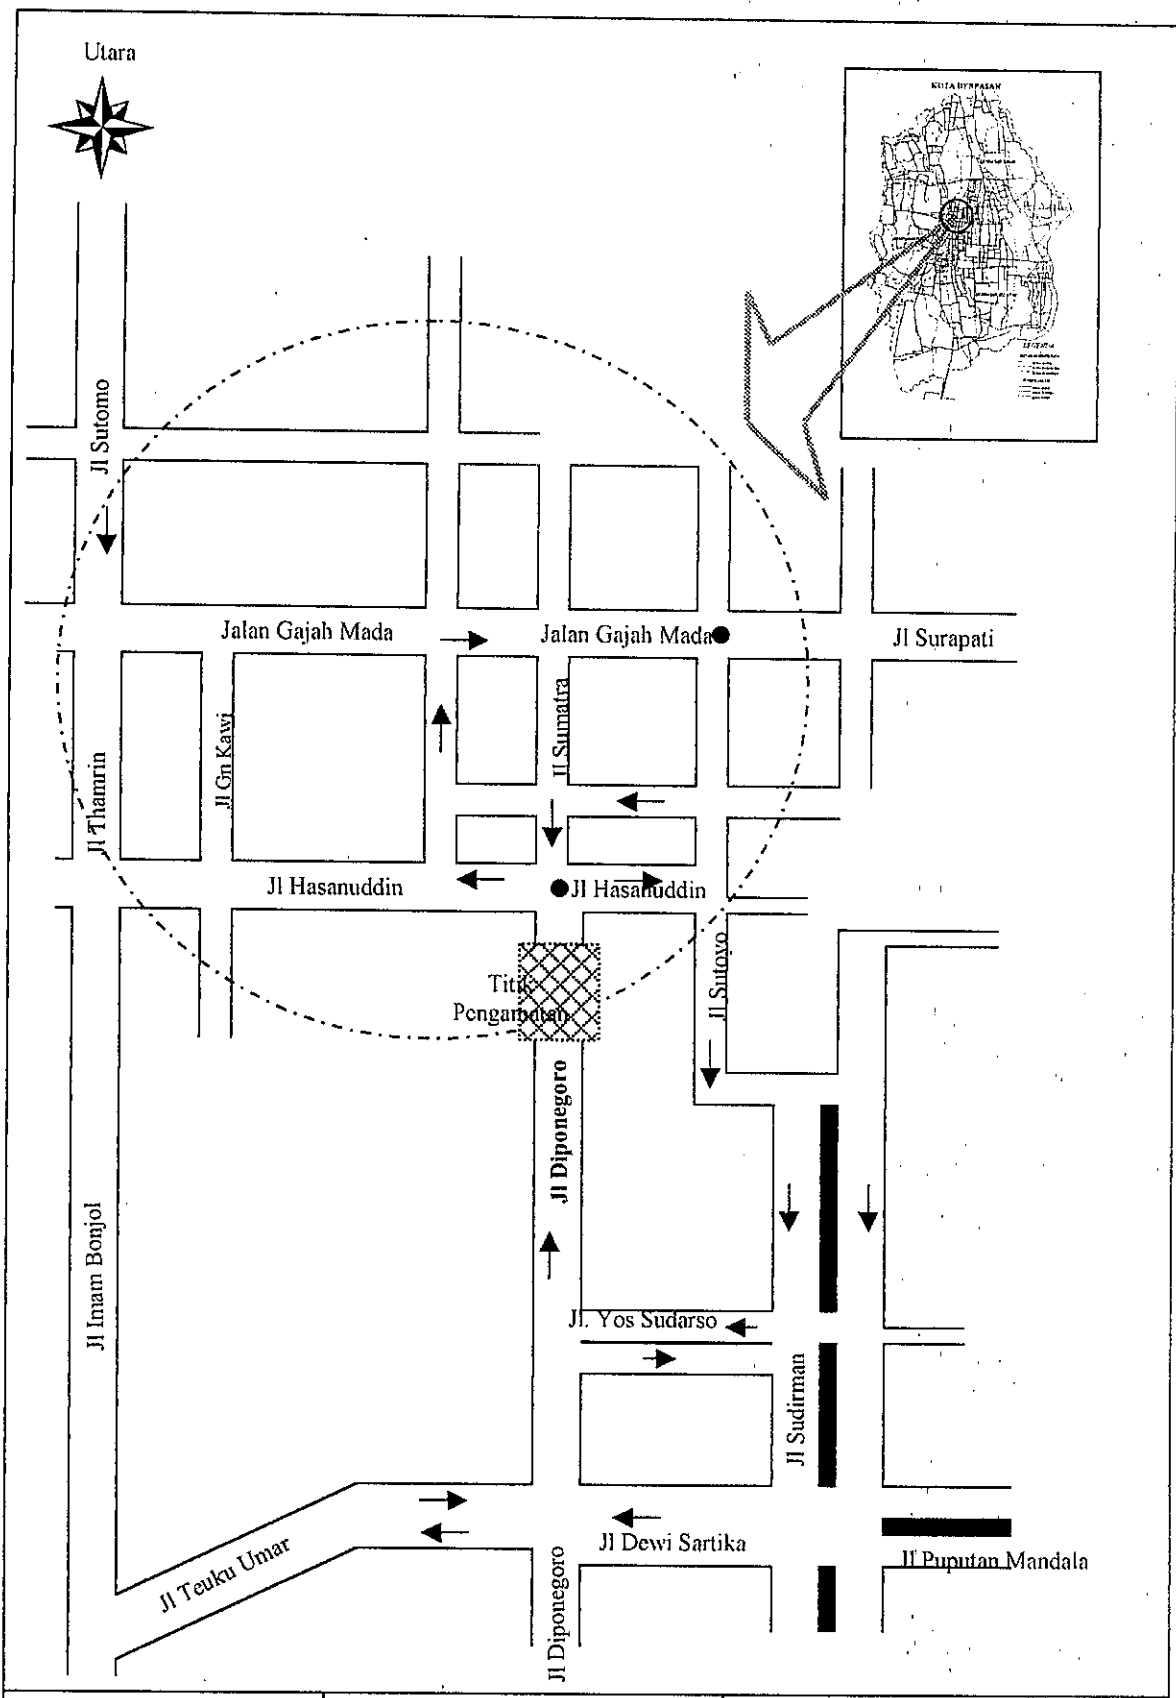 Utara
KOTA DENPASAR
LEGENDA
Jl Sutomo
Jalan Gajah Mada
Jalan Gajah Mada
Jl Surapati
Jl Sumatra
Jl Gn Kawi
Jl Thamrin
Jl Hasanuddin
Jl Hasanuddin
Jl Sutoyo
Titik
Pengamatan
Jl Diponegoro
Jl Imam Bonjol
Jl. Yos Sudarso
Jl Sudirman
Jl Dewi Sartika
Jl Puputan Mandala
Jl Teuku Umar
Jl Diponegoro